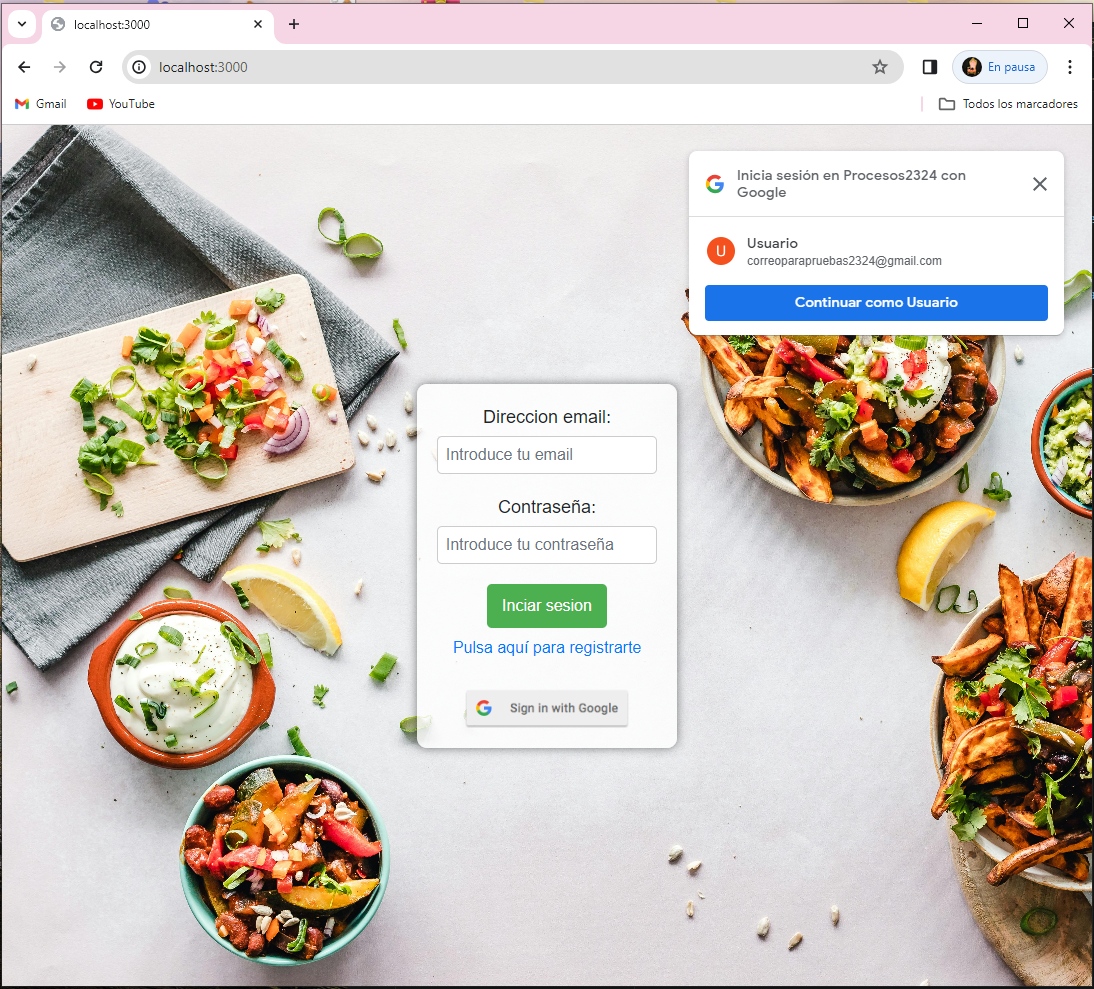 localhost:3000
localhost:3000
En pausa
Gmail
YouTube
Todos los marcadores
Inicia sesión en Procesos2324 con
Google
U
Usuario
correoparapruebas2324@gmail.com
Continuar como Usuario
Direccion email:
Introduce tu email
Contraseña:
Introduce tu contraseña
Inciar sesion
Pulsa aquí para registrarte
Sign in with Google